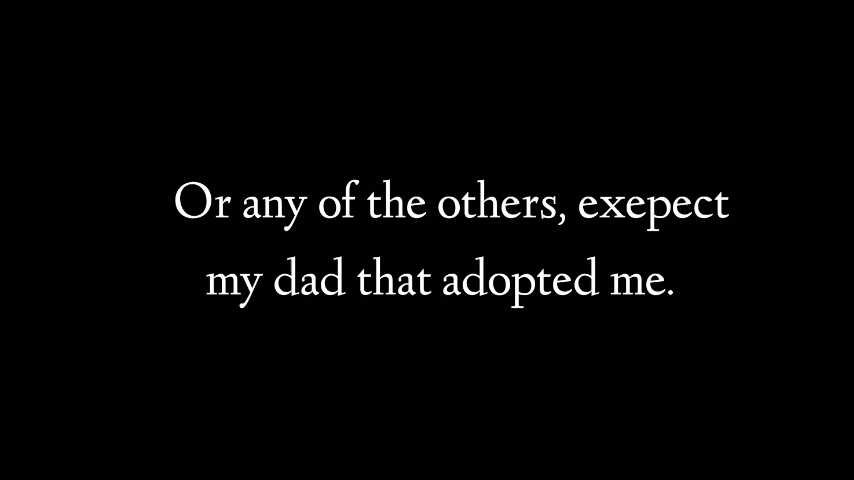 Or any of the others, exepect
my dad that adopted me.